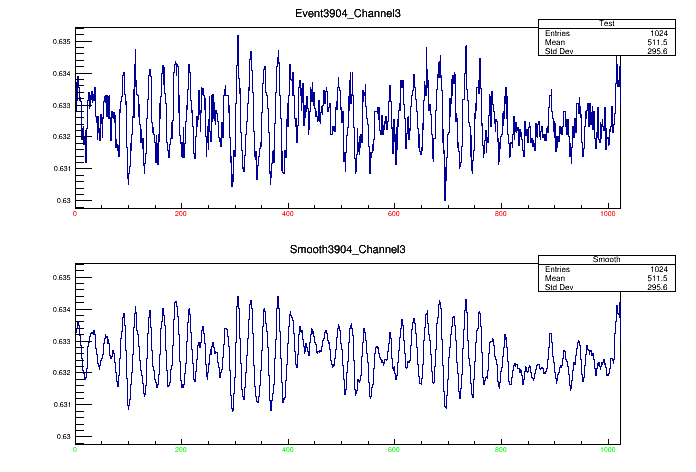 Event3904_Channel3
Test
Entries 1024
Mean 511.5
Std Dev 295.6
0.635
0.634
0.633
0.632
0.631
0.63
0 200 400 600 800 1000
Smooth3904_Channel3
Smooth
Entries 1024
Mean 511.5
Std Dev 295.6
0.635
0.634
0.633
0.632
0.631
0.63
0 200 400 600 800 1000